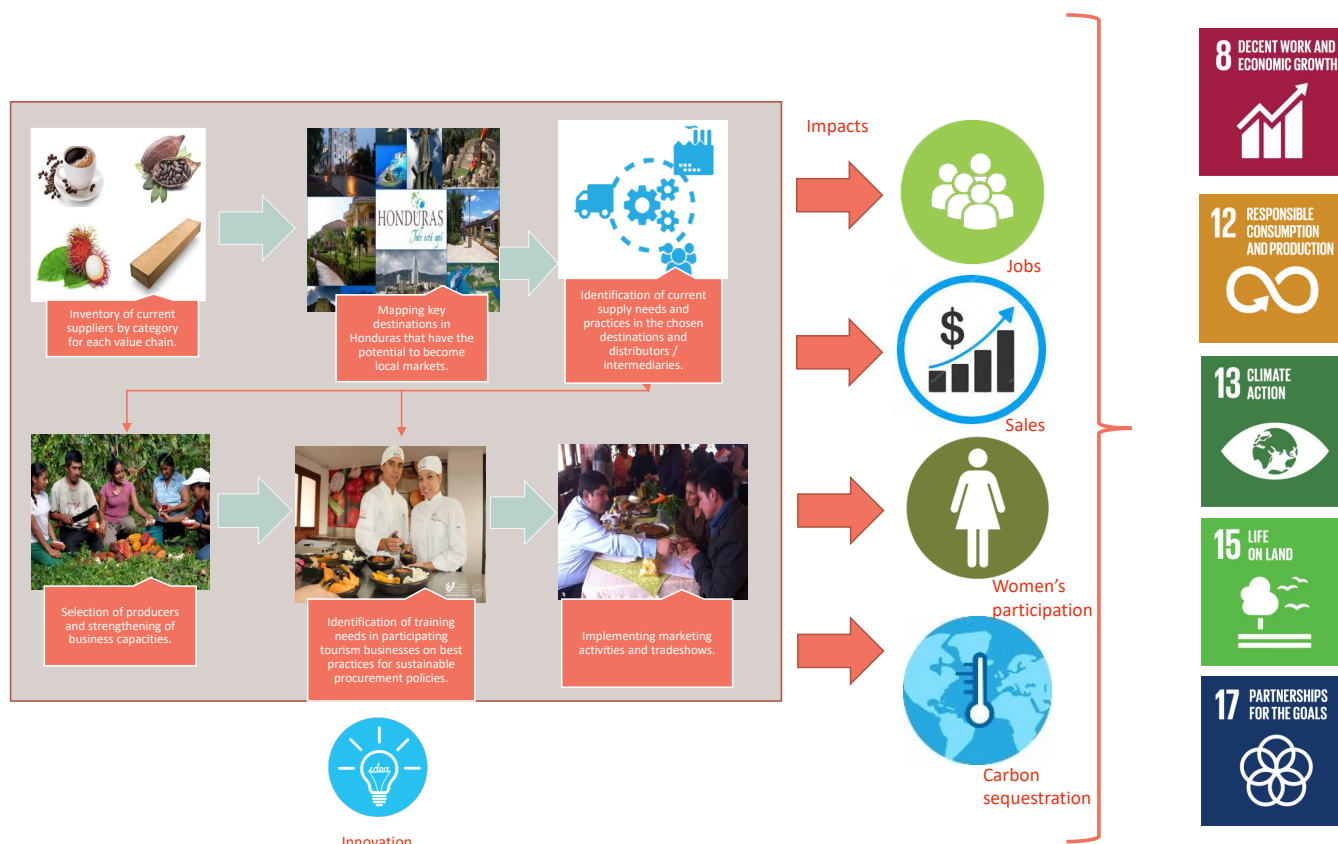 Inventory of current
suppliers by category
for each value chain.
HONDURAS
Mapping key
destinations in
Honduras that have the
potential to become
local markets.
Identification of current
supply needs and
practices in the chosen
destinations and
distributors /
intermediaries.
Selection of producers
and strengthening of
business capacities.
Identification of training
needs in participating
tourism businesses on best
practices for sustainable
procurement policies.
Implementing marketing
activities and tradeshows.
idea
Innovation
Impacts
Jobs
$
Sales
Women's
participation
Carbon
sequestration
8 DECENT WORK AND
ECONOMIC GROWTH
12 RESPONSIBLE
CONSUMPTION
AND PRODUCTION
13 CLIMATE
ACTION
15 LIFE
ON LAND
17 PARTNERSHIPS
FOR THE GOALS